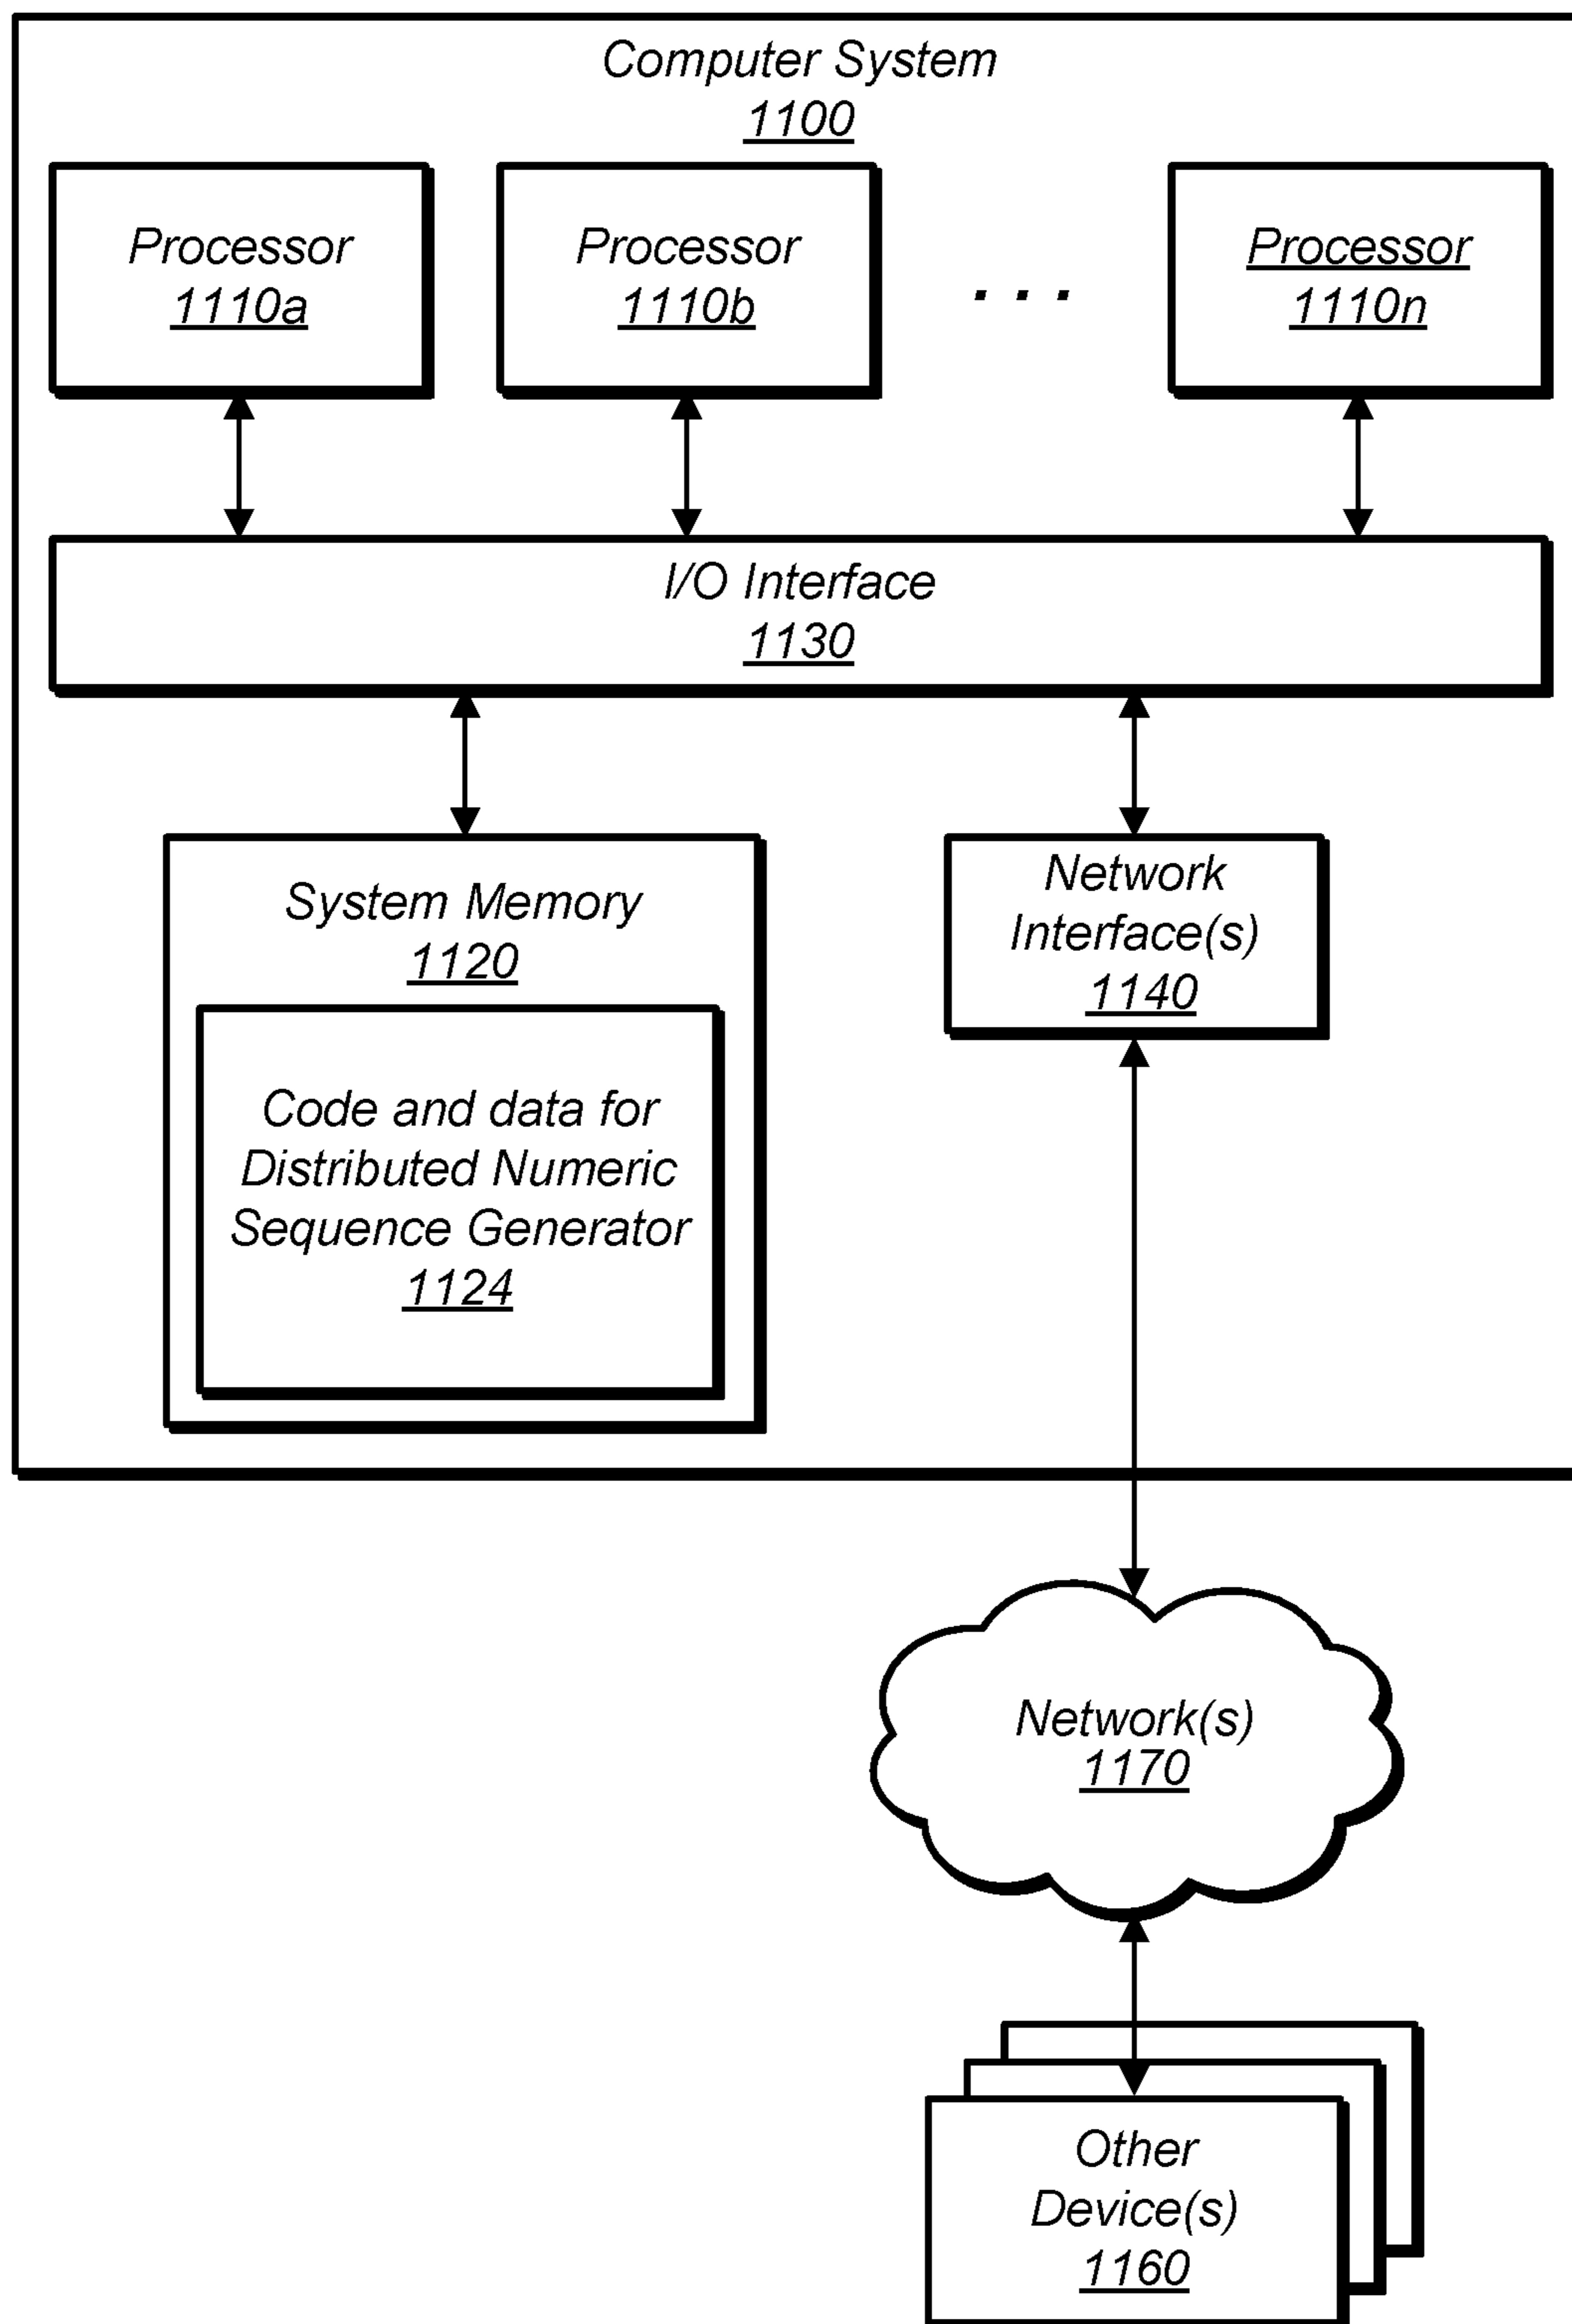 Computer System
1100
Processor
1110a
Processor
1110b
. . .
Processor
1110n
I/O Interface
1130
System Memory
1120
Code and data for
Distributed Numeric
Sequence Generator
1124
Network
Interface(s)
1140
Network(s)
1170
Other
Device(s)
1160